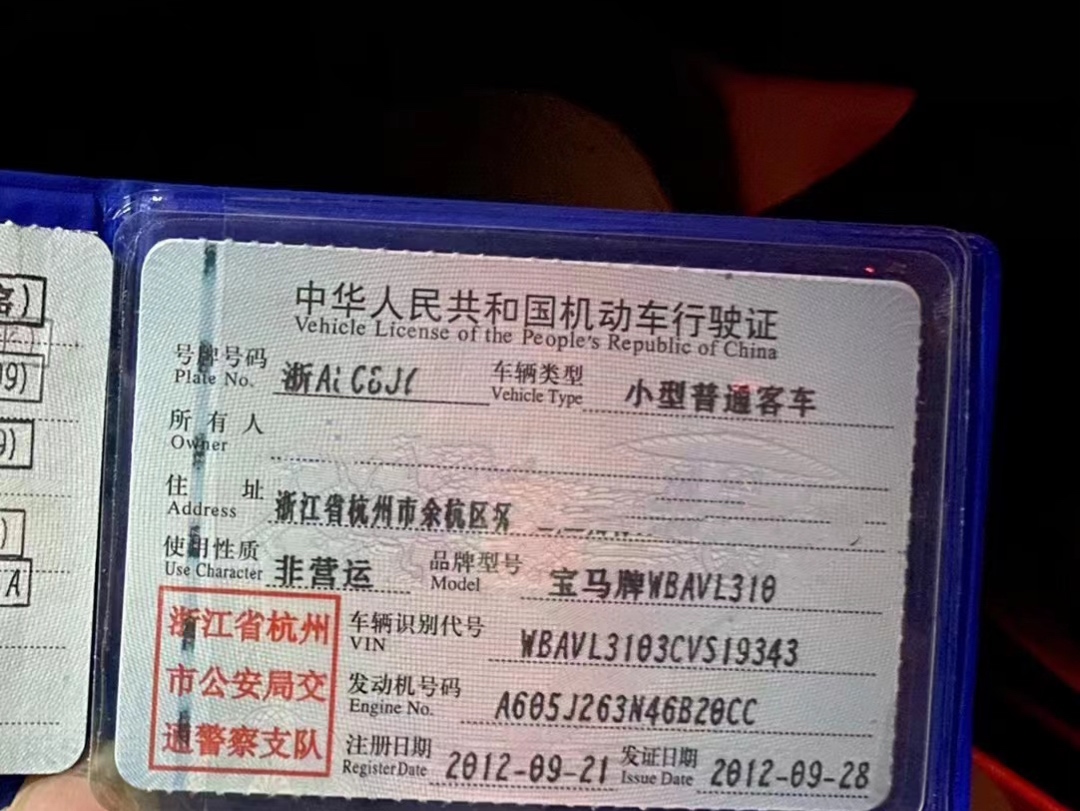 中华人民共和国机动车行驶证
Vehicle License of the People's Republic of China
号牌号码 车辆类型 小型普通客车
Plate No. 浙A Vehicle Type
所有人
Owner
住址
Address 浙江省杭州市余杭区
使用性质 非营运 品牌型号 宝马牌WBAVL310
Use Character Model
浙江省杭州
市公安局交
通警察支队
车辆识别代号 WBAVL3103CVS19343
VIN
发动机号码 A605J263N46B20CC
Engine No.
注册日期 2012-09-21 发证日期 2012-09-28
Register Date Issue Date